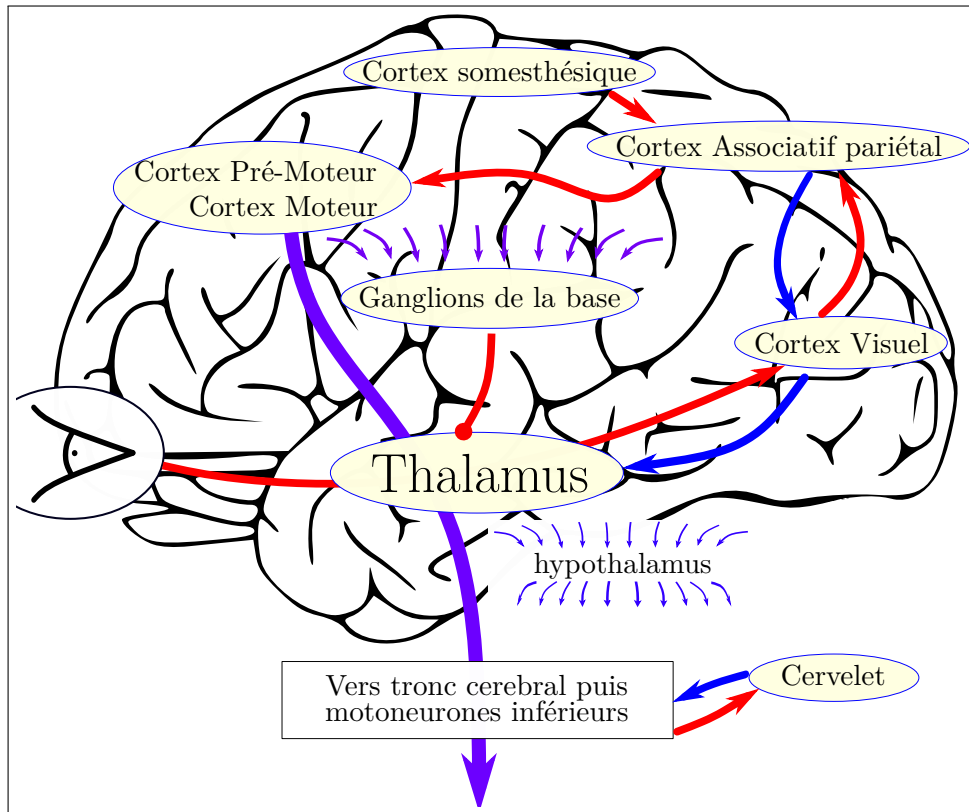 Cortex somesthésique
Cortex Associatif pariétal
Cortex Pré-Moteur
Cortex Moteur
Ganglions de la base
Cortex Visuel
Thalamus
hypothalamus
Vers tronc cerebral puis
motoneurones inférieurs
Cervelet